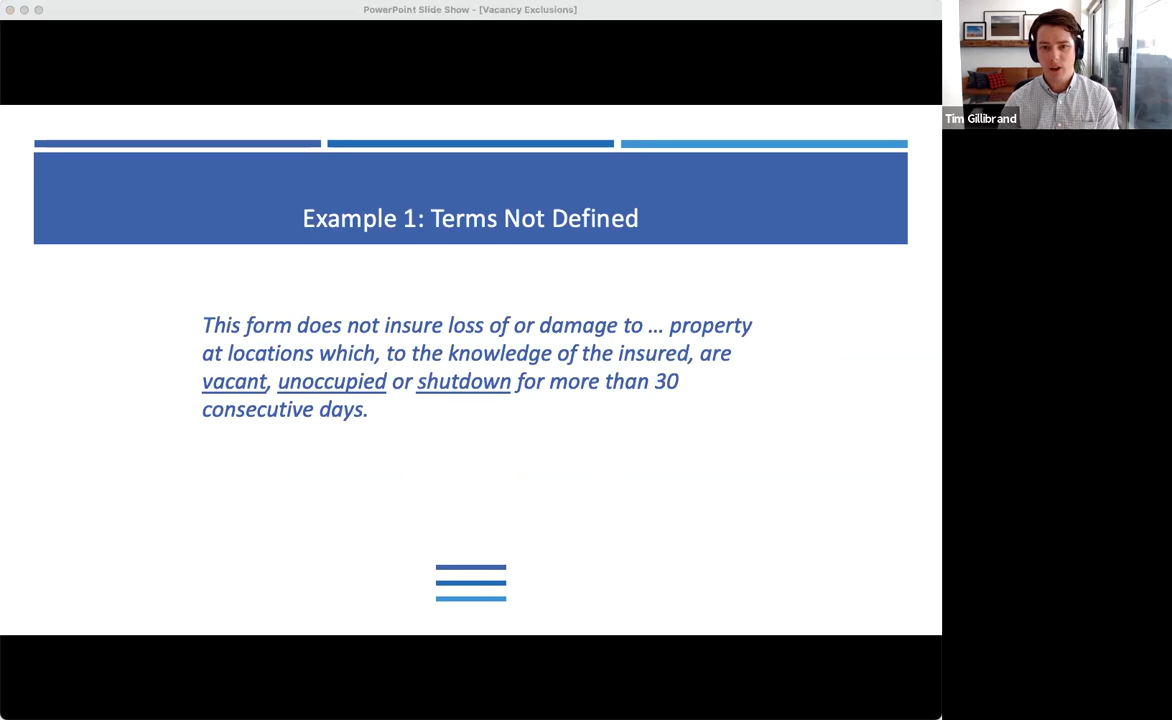 PowerPoint Slide Show - [Vacancy Exclusions]
Tim Gillibrand
Example 1: Terms Not Defined
This form does not insure loss of or damage to ... property
at locations which, to the knowledge of the insured, are
vacant, unoccupied or shutdown for more than 30
consecutive days.